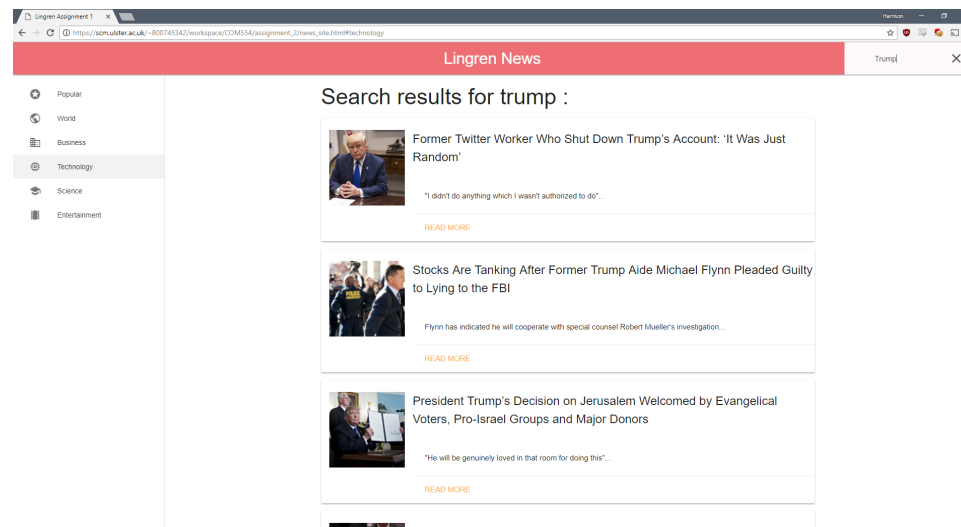 Lingren Assignment 1
Harrison
https://scm.ulster.ac.uk/~800745342/workspace/COM554/assignment_2/news_site.html#technology
Lingren News
Trump
Popular
World
Business
Technology
Science
Entertainment
Search results for trump :
Former Twitter Worker Who Shut Down Trump's Account: 'It Was Just
Random'
"I didn't do anything which I wasn't authorized to do"...
READ MORE
Stocks Are Tanking After Former Trump Aide Michael Flynn Pleaded Guilty
to Lying to the FBI
Flynn has indicated he will cooperate with special counsel Robert Mueller's investigation...
READ MORE
President Trump's Decision on Jerusalem Welcomed by Evangelical
Voters, Pro-Israel Groups and Major Donors
"He will be genuinely loved in that room for doing this"...
READ MORE